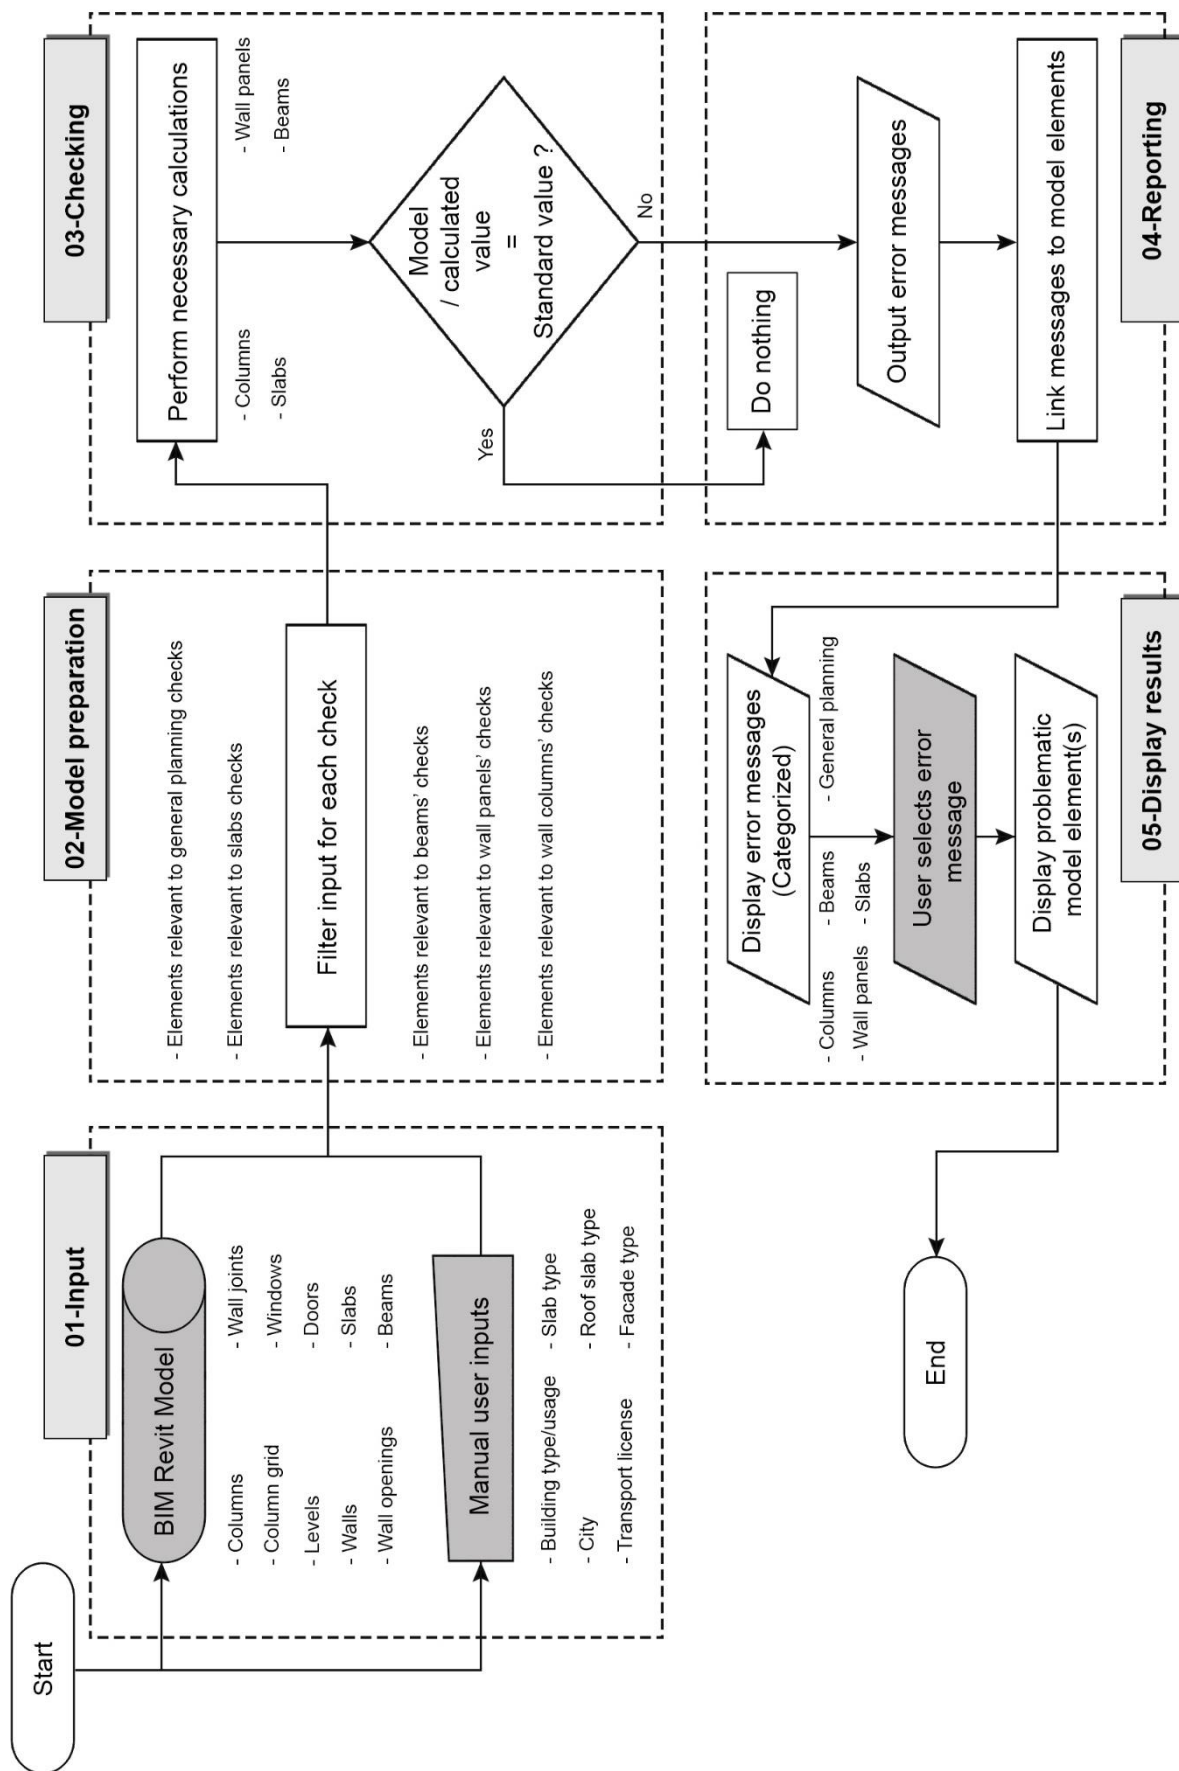 Start
01-Input
BIM Revit Model
- Columns
- Column grid
- Levels
- Walls
- Wall openings
- Wall joints
- Windows
- Doors
- Slabs
- Beams
Manual user inputs
- Building type/usage
- City
- Transport license
- Slab type
- Roof slab type
- Facade type
02-Model preparation
- Elements relevant to general planning checks
- Elements relevant to slabs checks
Filter input for each check
- Elements relevant to beams' checks
- Elements relevant to wall panels' checks
- Elements relevant to wall columns' checks
03-Checking
Perform necessary calculations
- Columns
- Slabs
- Wall panels
- Beams
Model
/ calculated
value
=
Standard value ?
Yes
No
Do nothing
Output error messages
Link messages to model elements
04-Reporting
Display error messages
(Categorized)
- Columns
- Wall panels
- Beams
- Slabs
- General planning
User selects error
message
Display problematic
model element(s)
05-Display results
End